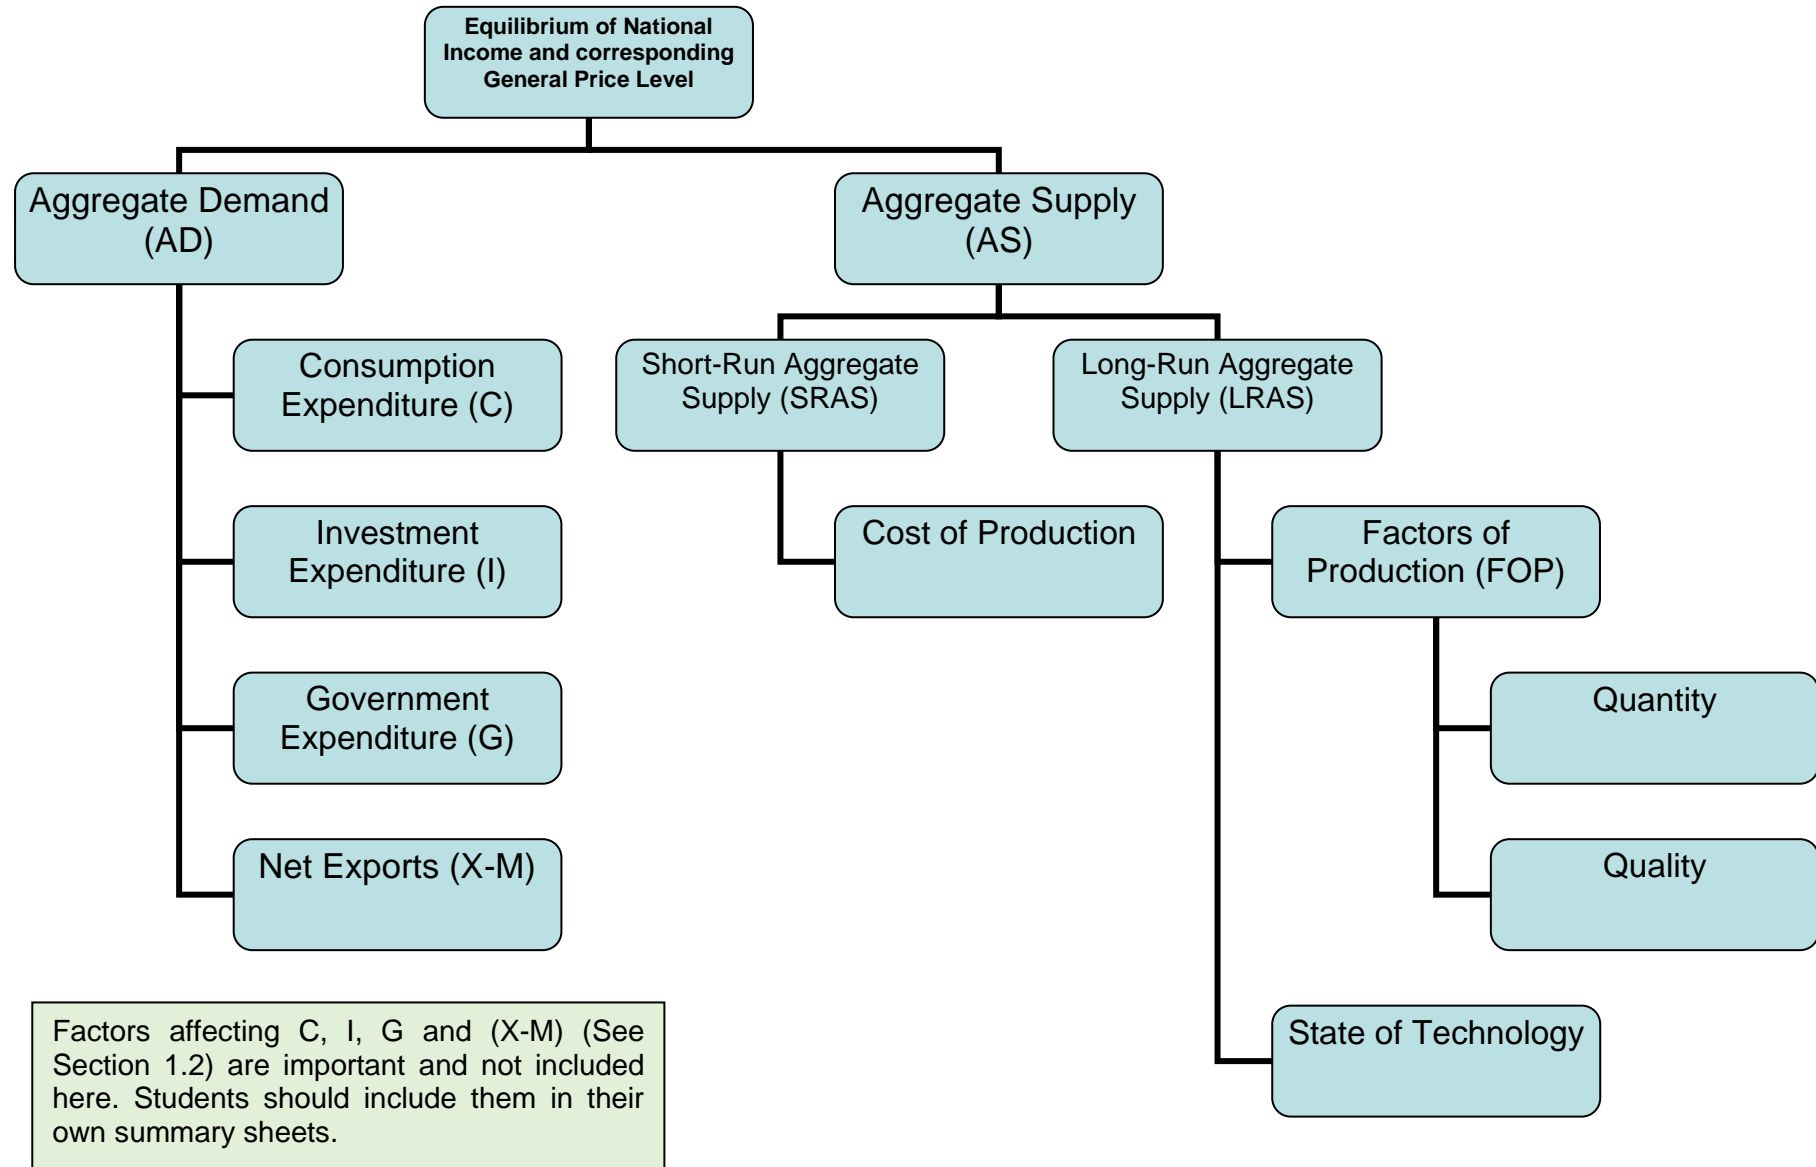 Equilibrium of National
Income and corresponding
General Price Level
Aggregate Demand
(AD)
Aggregate Supply
(AS)
Consumption
Expenditure (C)
Short-Run Aggregate
Supply (SRAS)
Long-Run Aggregate
Supply (LRAS)
Investment
Expenditure (I)
Cost of Production
Factors of
Production (FOP)
Government
Expenditure (G)
Quantity
Net Exports (X-M)
Quality
State of Technology
Factors affecting C, I, G and (X-M) (See
Section 1.2) are important and not included
here. Students should include them in their
own summary sheets.